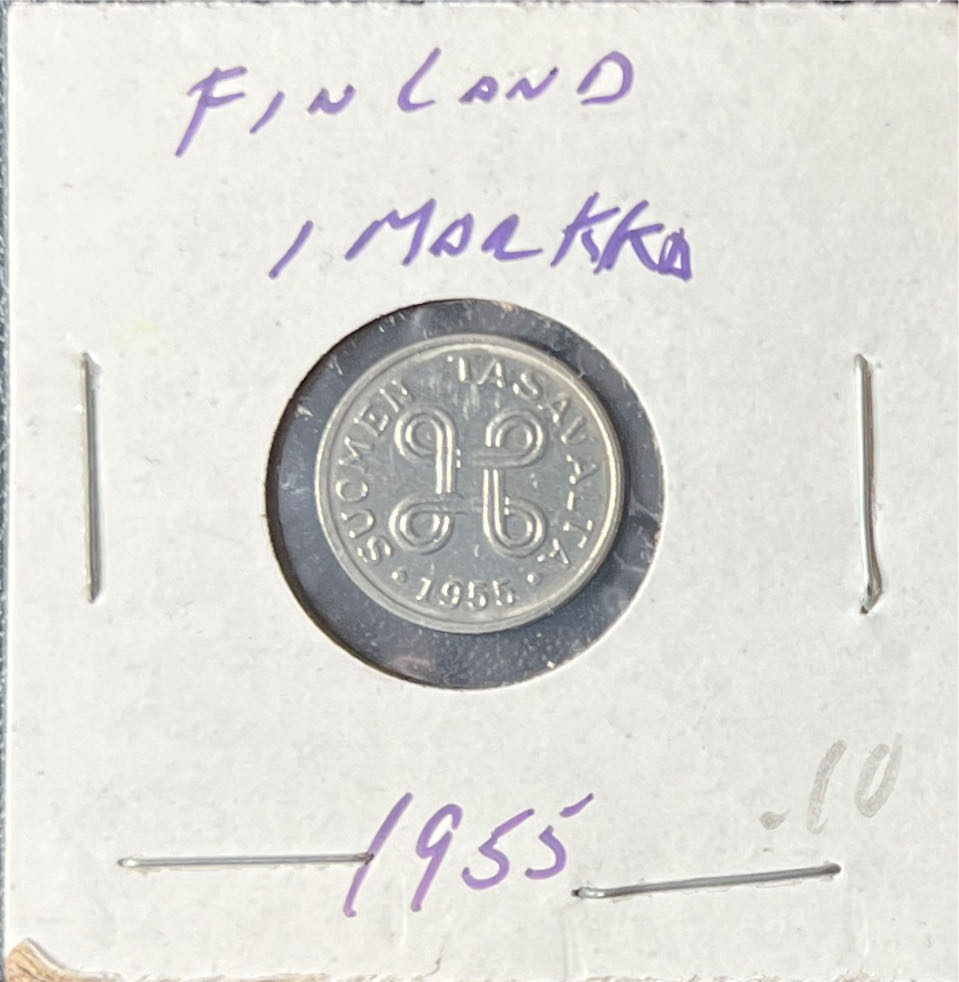 FINLAND
1 MARKKA
SUOMEN TASAVALTA
• 1955 •
.10
1955